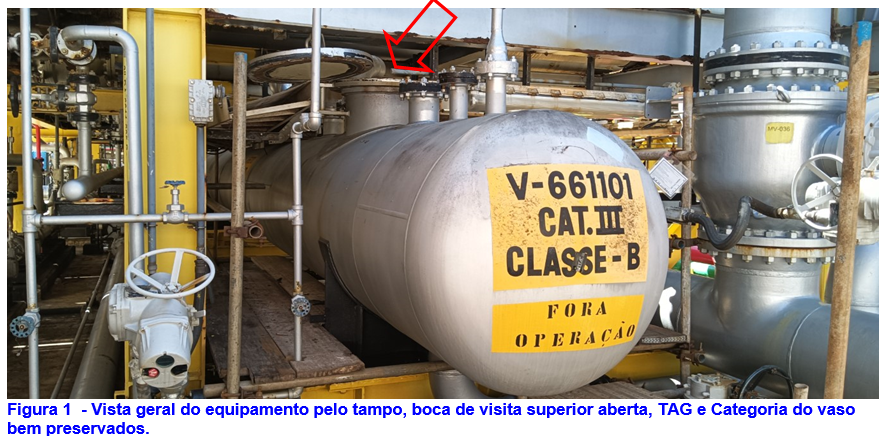 MV-036
V-661101
CAT. III
CLASSE-B
FORA
OPERAÇÃO
Figura 1 - Vista geral do equipamento pelo tampo, boca de visita superior aberta, TAG e Categoria do vaso
bem preservados.